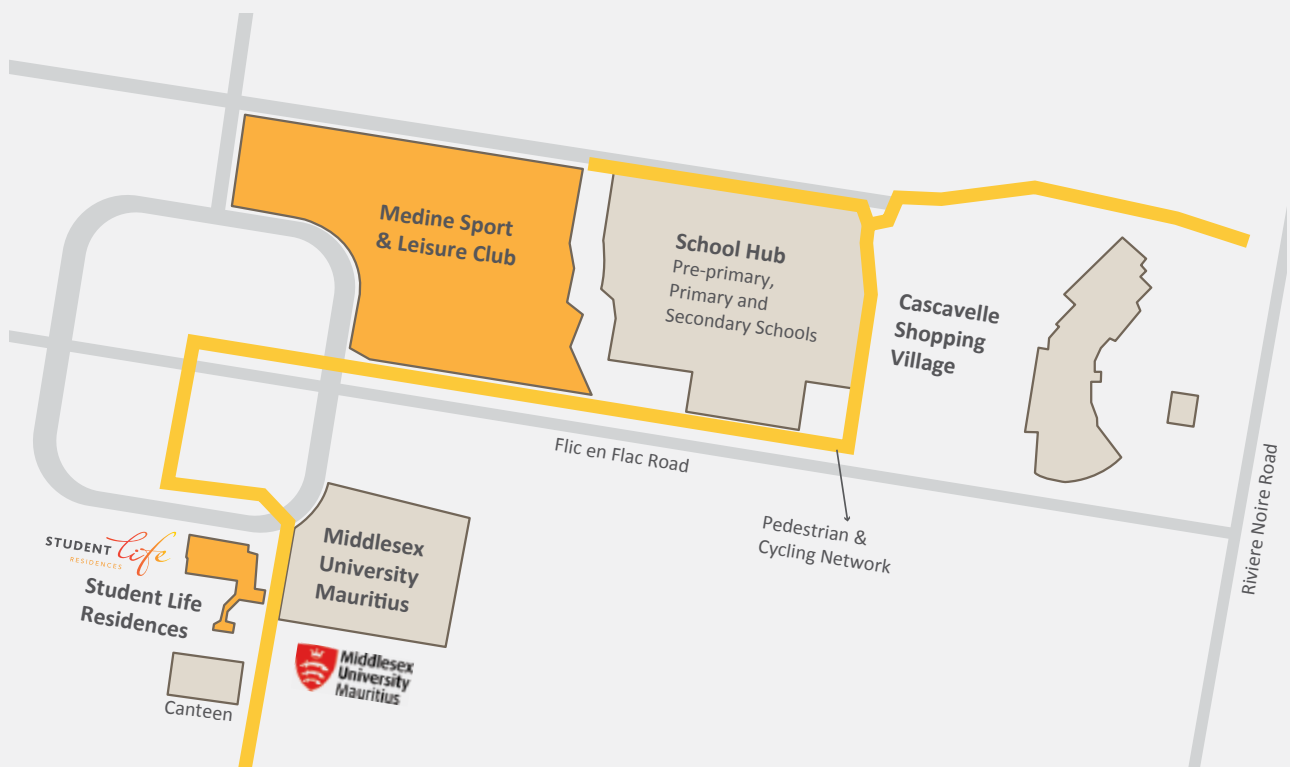 Medine Sport
& Leisure Club
School Hub
Pre-primary,
Primary and
Secondary Schools
Cascavelle
Shopping
Village
Flic en Flac Road
Riviere Noire Road
Pedestrian &
Cycling Network
STUDENT life
RESIDENCES
Student Life
Residences
Middlesex
University
Mauritius
Middlesex
University
Mauritius
Canteen